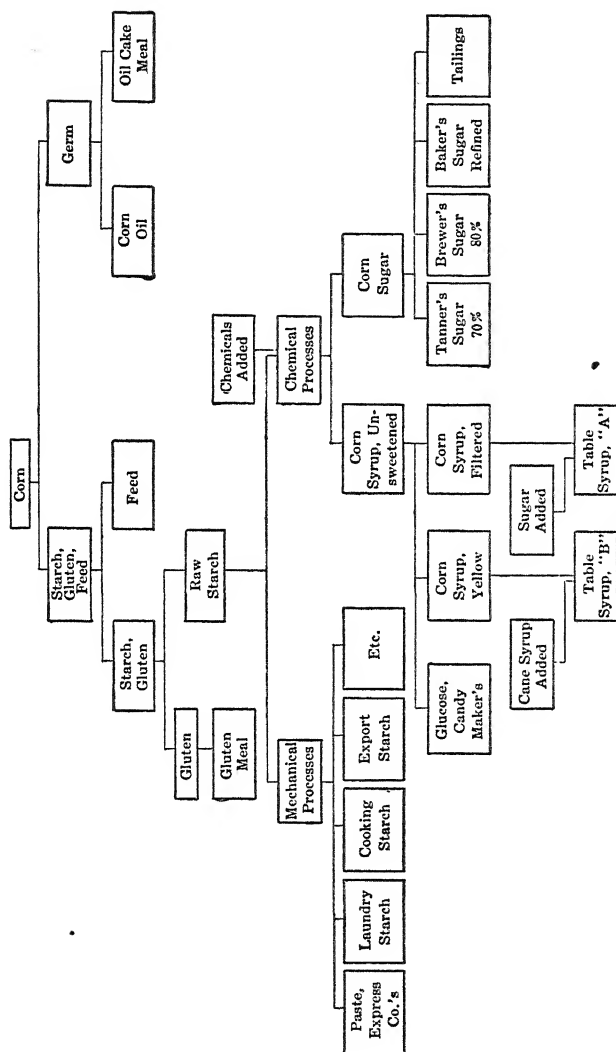 Corn
Starch,
Gluten,
Feed
Germ
Starch,
Gluten
Feed
Corn
Oil
Oil Cake
Meal
Gluten
Raw
Starch
Gluten
Meal
Chemicals
Added
Mechanical
Processes
Chemical
Processes
Paste,
Express
Co.'s
Laundry
Starch
Cooking
Starch
Export
Starch
Etc.
Corn
Syrup, Un-
sweetened
Corn
Sugar
Glucose,
Candy
Maker's
Corn
Syrup,
Yellow
Corn
Syrup,
Filtered
Tanner's
Sugar
70%
Brewer's
Sugar
80%
Baker's
Sugar
Refined
Tailings
Cane Syrup
Added
Sugar
Added
Table
Syrup, "B"
Table
Syrup, "A"